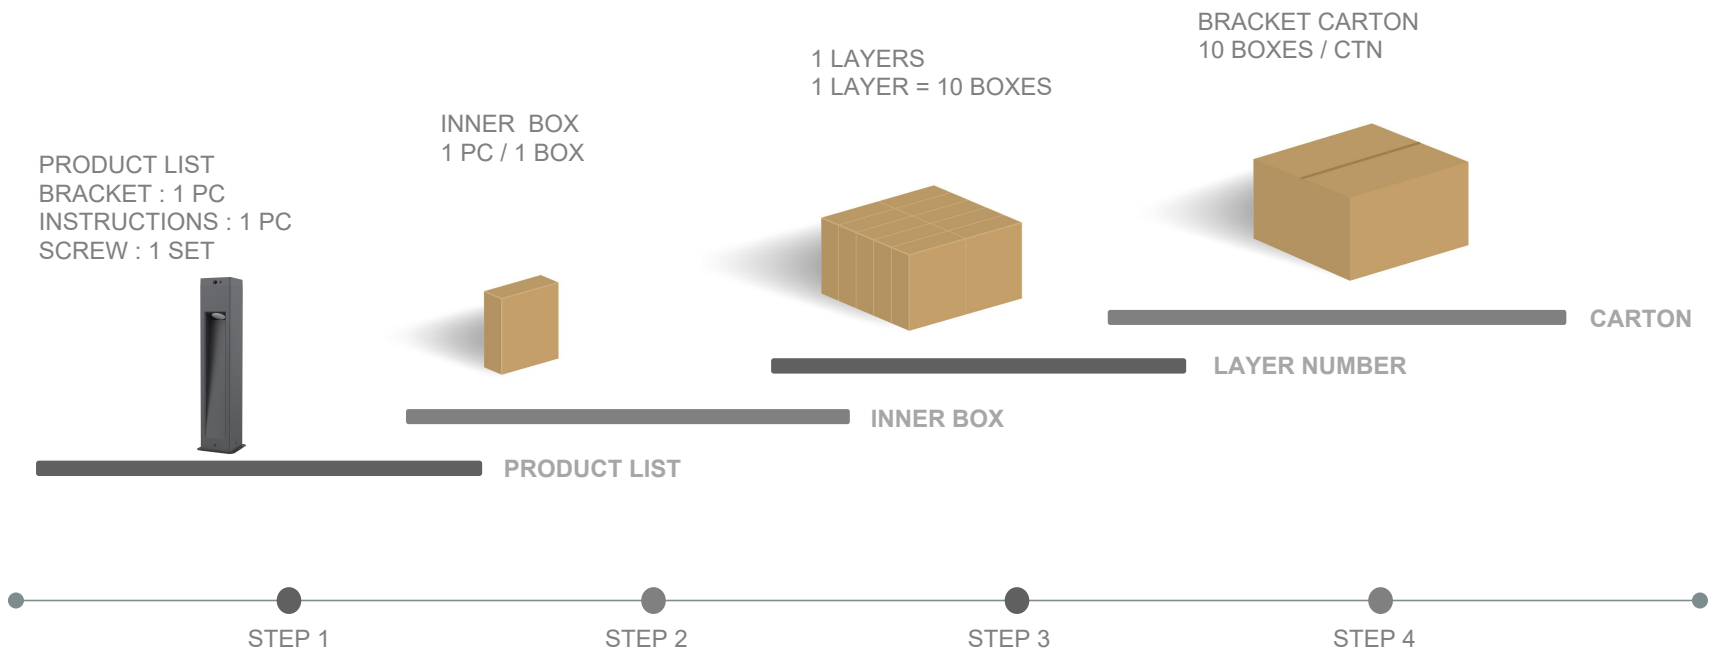 PRODUCT LIST
BRACKET : 1 PC
INSTRUCTIONS : 1 PC
SCREW : 1 SET
PRODUCT LIST
INNER  BOX
1 PC / 1 BOX
INNER BOX
1 LAYERS
1 LAYER = 10 BOXES
LAYER NUMBER
BRACKET CARTON
10 BOXES / CTN
CARTON
STEP 1
STEP 2
STEP 3
STEP 4